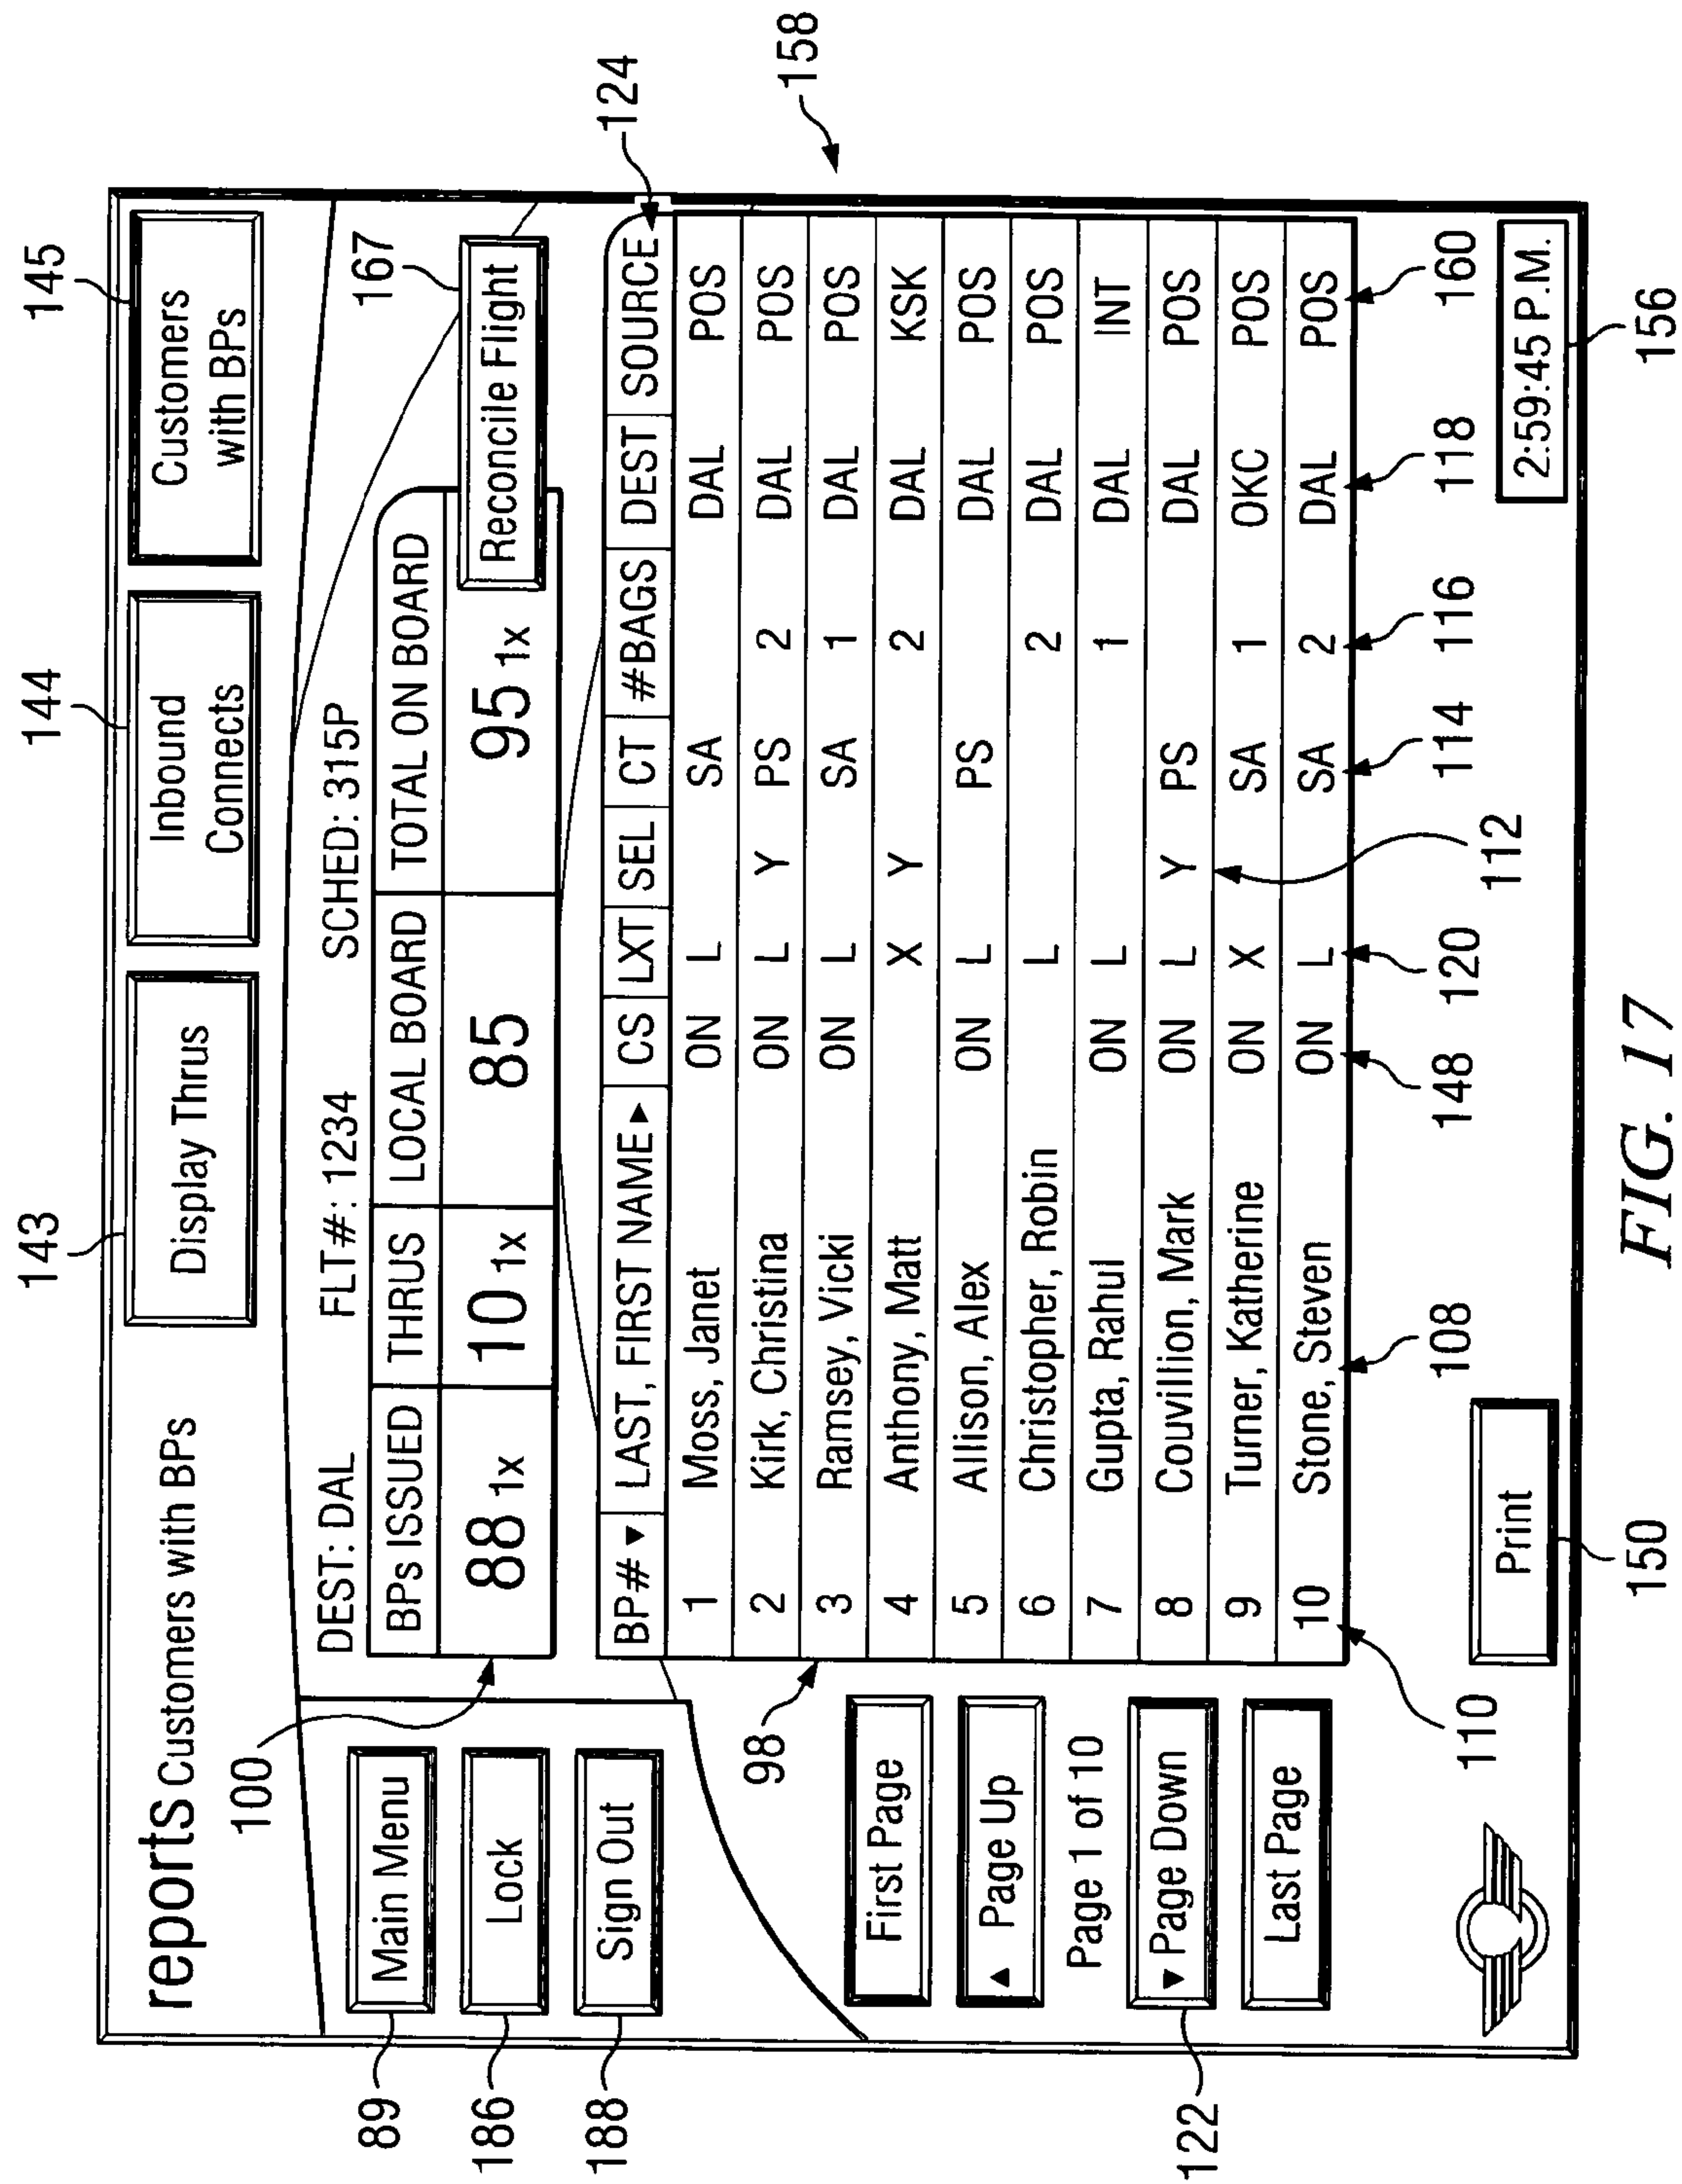 143
144
145
reports Customers with BPs
Display Thrus
Inbound
Connects
Customers
with BPs
100
DEST: DAL FLT#: 1234 SCHED: 315P
167
BPs ISSUED THRUS LOCAL BOARD TOTAL ON BOARD
88 1x 10 1x 85 95 1x
Reconcile Flight
89
Main Menu
186
Lock
188
Sign Out
124
158
98
BP# ▼ LAST, FIRST NAME ► CS LXT SEL CT #BAGS DEST SOURCE
1 Moss, Janet ON L SA DAL POS
2 Kirk, Christina ON L Y PS 2 DAL POS
3 Ramsey, Vicki ON L SA 1 DAL POS
4 Anthony, Matt X Y 2 DAL KSK
5 Allison, Alex ON L PS DAL POS
6 Christopher, Robin L 2 DAL POS
7 Gupta, Rahul ON L 1 DAL INT
8 Couvillion, Mark ON L Y PS DAL POS
9 Turner, Katherine ON X SA 1 OKC POS
10 Stone, Steven ON L SA 2 DAL POS
First Page
▲ Page Up
Page 1 of 10
122
▼ Page Down
Last Page
110
108
148
120
112
114
116
118
160
Print
150
2:59:45 P.M.
156
FIG. 17